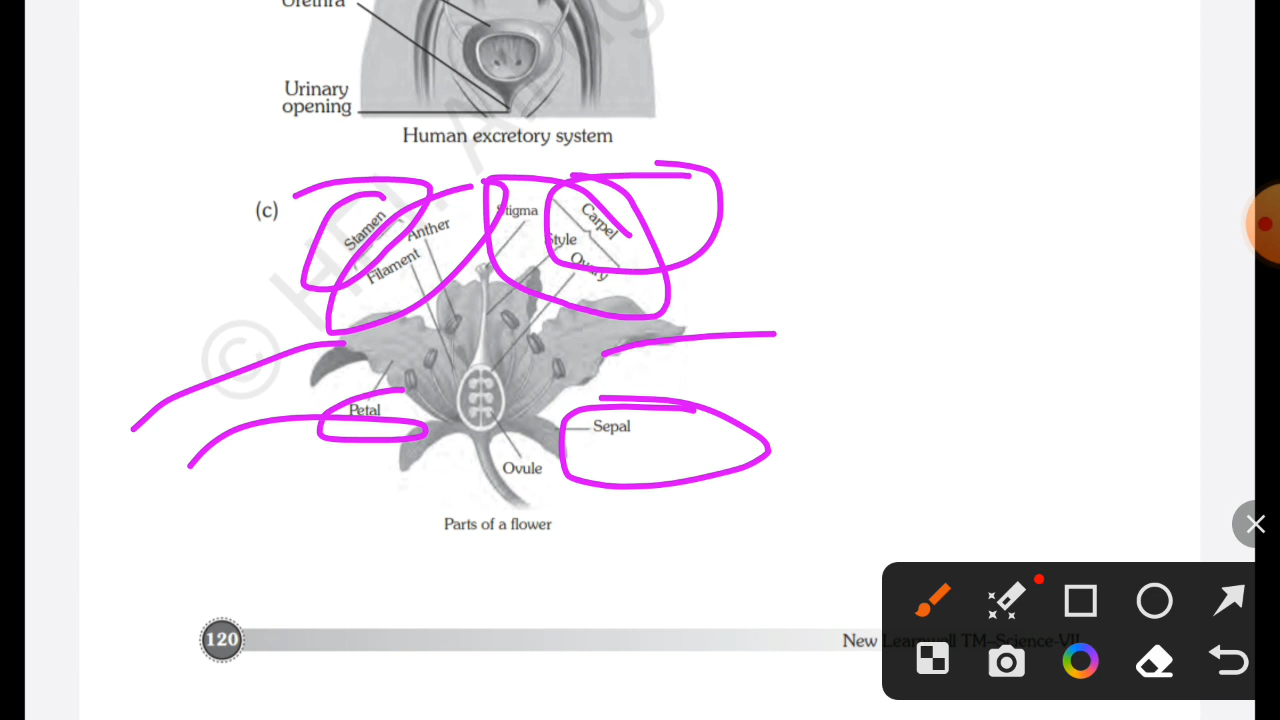 Urethra
Urinary
opening
Human excretory system
(c)
Stamen
Anther
Filament
Stigma
Style
Carpel
Ovary
Petal
Sepal
Ovule
Parts of a flower
120
New Learnwell TM–Science-VII